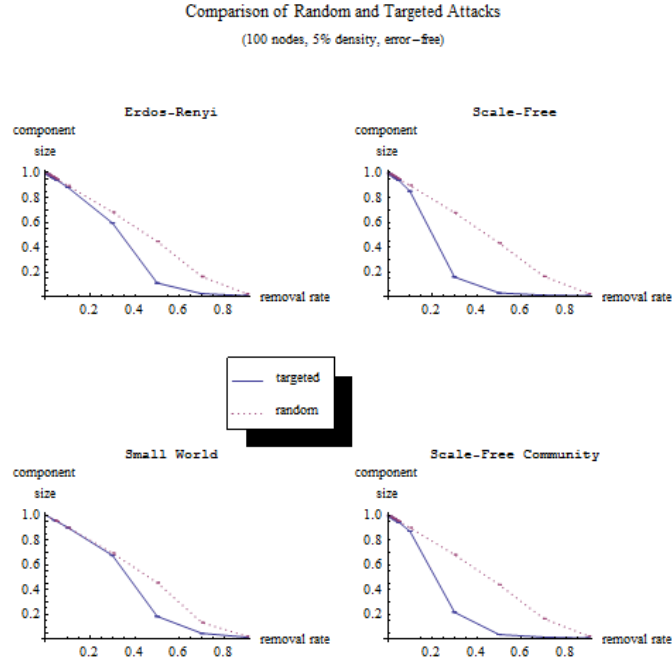 Comparison of Random and Targeted Attacks
(100 nodes, 5% density, error-free)
Erdos-Renyi
component
size
1.0
0.8
0.6
0.4
0.2
0.2 0.4 0.6 0.8
removal rate
Scale-Free
component
size
1.0
0.8
0.6
0.4
0.2
0.2 0.4 0.6 0.8
removal rate
targeted
random
Small World
component
size
1.0
0.8
0.6
0.4
0.2
0.2 0.4 0.6 0.8
removal rate
Scale-Free Community
component
size
1.0
0.8
0.6
0.4
0.2
0.2 0.4 0.6 0.8
removal rate